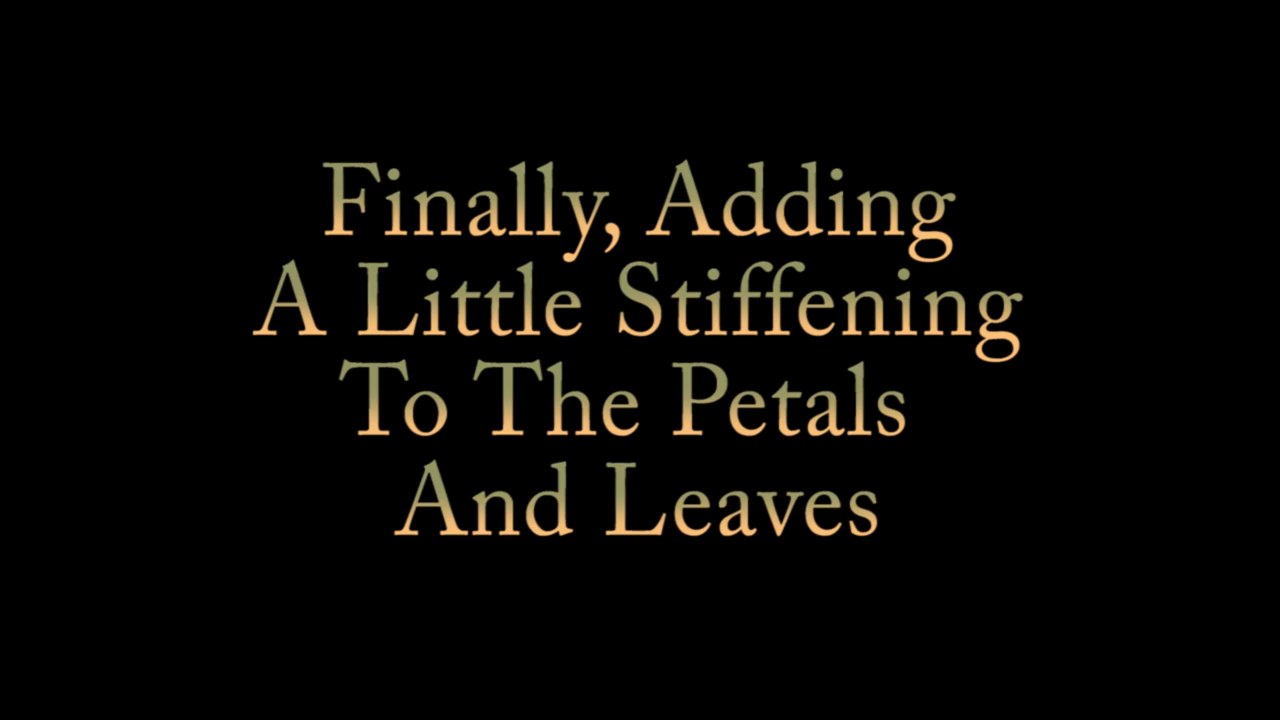 Finally, Adding
A Little Stiffening
To The Petals
And Leaves